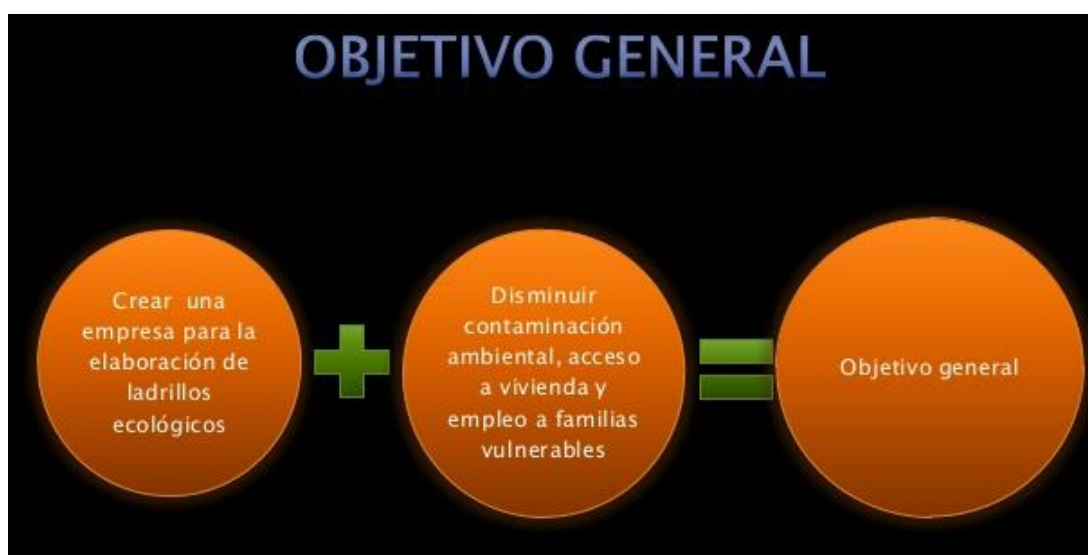 OBJETIVO GENERAL
Crear una
empresa para la
elaboración de
ladrillos
ecológicos
Disminuir
contaminación
ambiental, acceso
a vivienda y
empleo a familias
vulnerables
Objetivo general